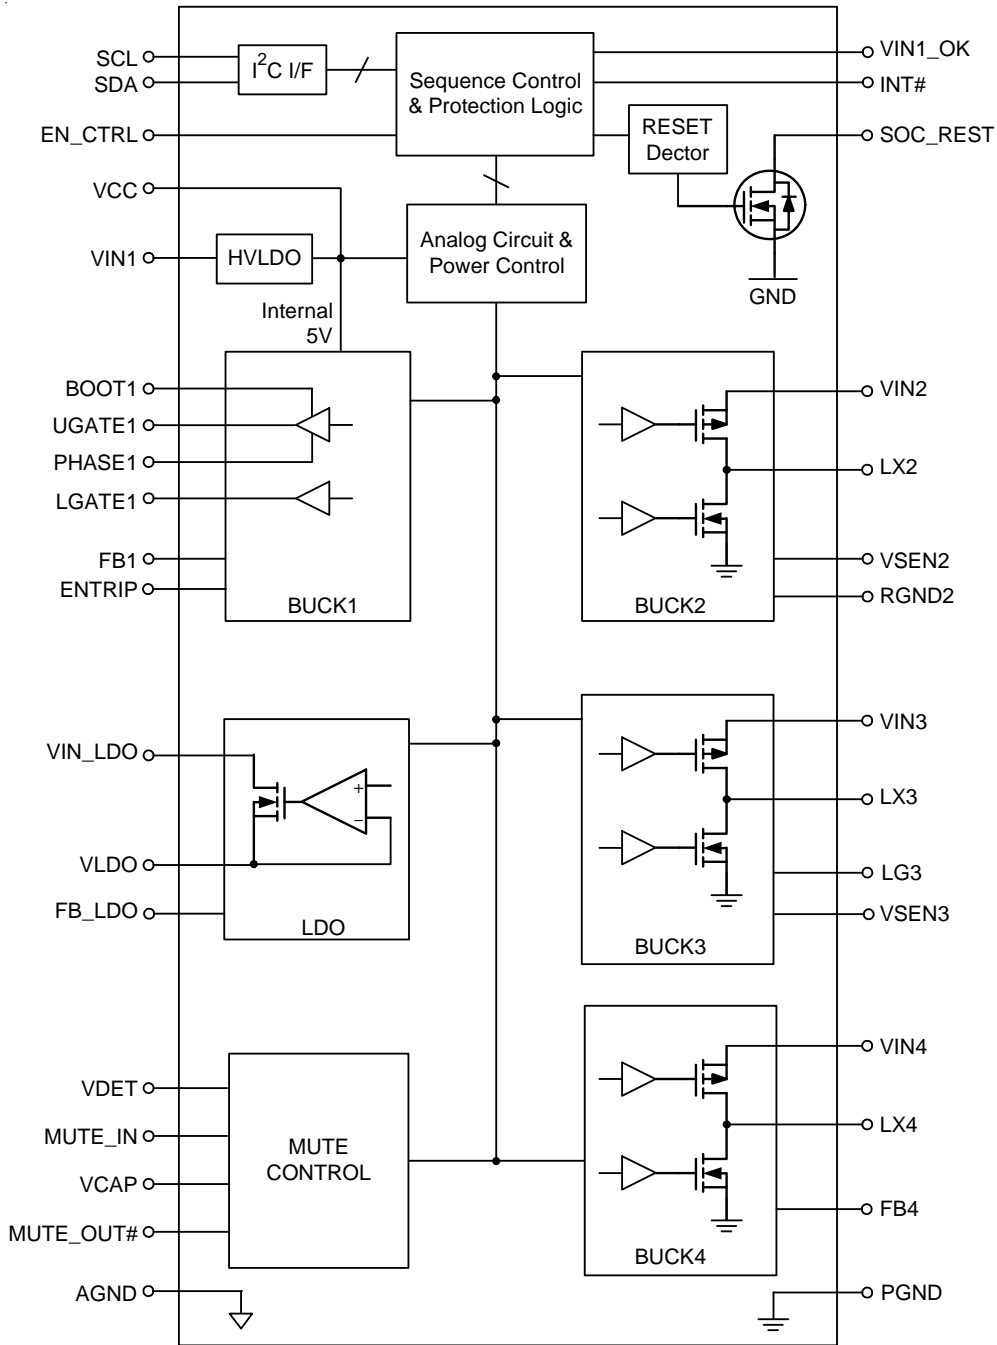 SCL
SDA
I2C I/F
Sequence Control
& Protection Logic
VIN1_OK
INT#
EN_CTRL
RESET
Dector
SOC_REST
VCC
VIN1
HVLDO
Analog Circuit &
Power Control
GND
Internal
5V
BOOT1
UGATE1
PHASE1
LGATE1
FB1
ENTRIP
BUCK1
VIN2
LX2
VSEN2
RGND2
BUCK2
VIN_LDO
+
−
VLDO
FB_LDO
LDO
VIN3
LX3
LG3
VSEN3
BUCK3
VDET
MUTE_IN
VCAP
MUTE_OUT#
MUTE
CONTROL
VIN4
LX4
FB4
BUCK4
AGND
PGND